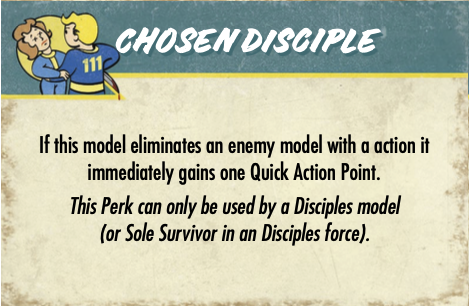 CHOSEN DISCIPLE
111
If this model eliminates an enemy model with a action it
immediately gains one Quick Action Point.
This Perk can only be used by a Disciples model
(or Sole Survivor in an Disciples force).